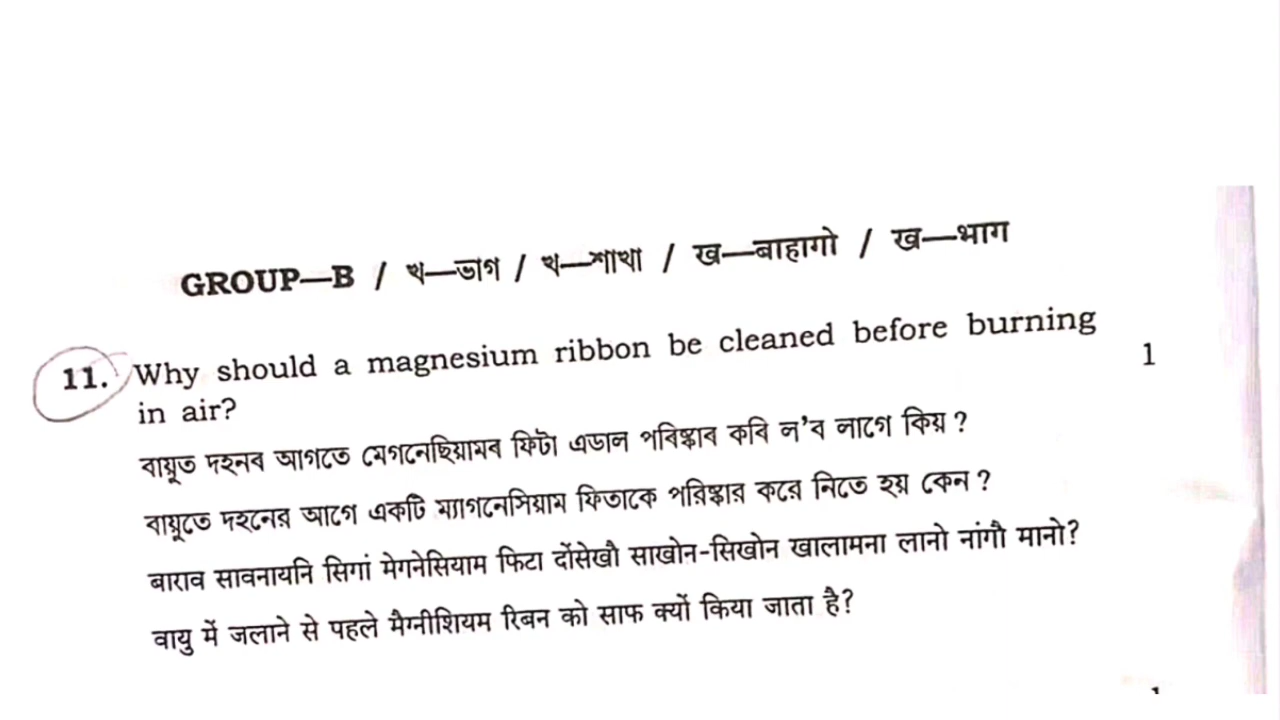 GROUP—B / খ—ভাগ / খ—শাখা / ख—बाहागो / ख—भाग
11. Why should a magnesium ribbon be cleaned before burning 1
in air?
বায়ুত দহনৰ আগতে মেগনেছিয়ামৰ ফিটা এডাল পৰিষ্কাৰ কৰি ল’ব লাগে কিয় ?
বায়ুতে দহনের আগে একটি ম্যাগনেসিয়াম ফিতাকে পরিষ্কার করে নিতে হয় কেন ?
बाराव सावनायनि सिगां मेगनेसियाम फिटा दोंसेखौ साखोन-सिखोन खालामना लानो नांगौ मानो?
वायु में जलाने से पहले मैग्नीशियम रिबन को साफ क्यों किया जाता है?